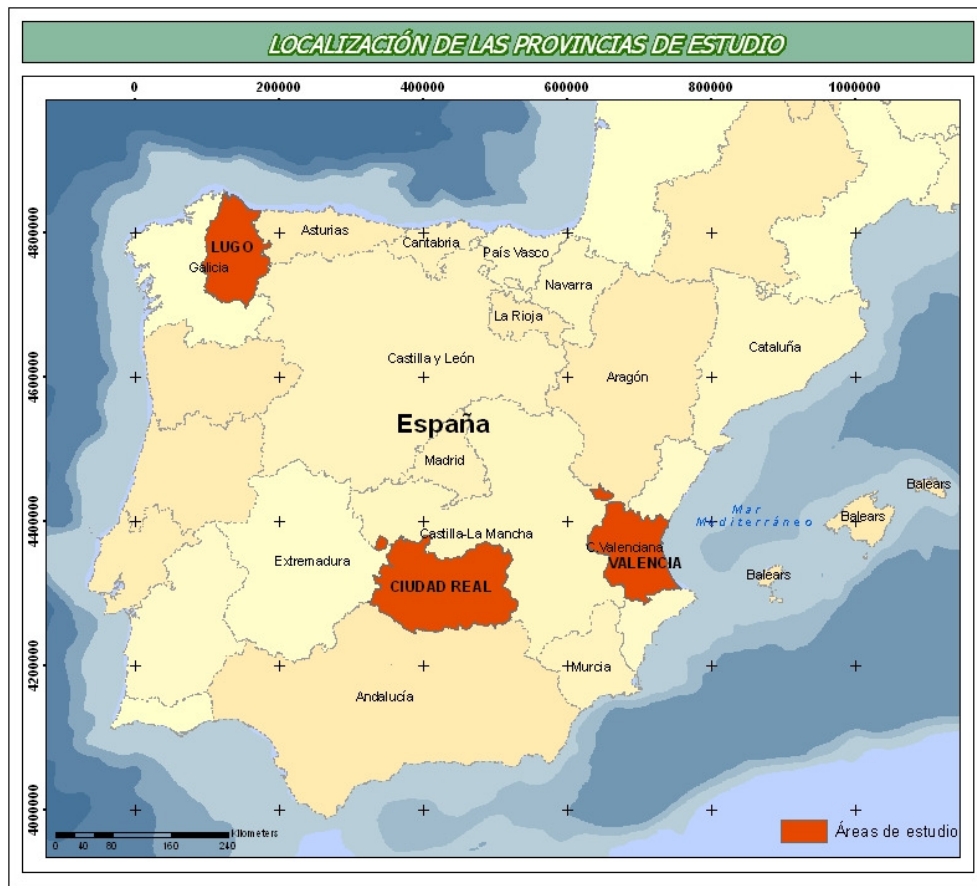 LOCALIZACIÓN DE LAS PROVINCIAS DE ESTUDIO
0 200000 400000 600000 800000 1000000
4800000
4600000
4400000
4200000
4000000
LUGO
Galicia
Asturias
Cantabria
País Vasco
Navarra
La Rioja
Castilla y León
Aragón
Cataluña
España
Madrid
Balears
Mar
Mediterráneo
Balears
Castilla-La Mancha
C.Valenciana
VALENCIA
Extremadura
Balears
CIUDAD REAL
Murcia
Andalucía
Kilometers
0 40 80 160 240
Áreas de estudio